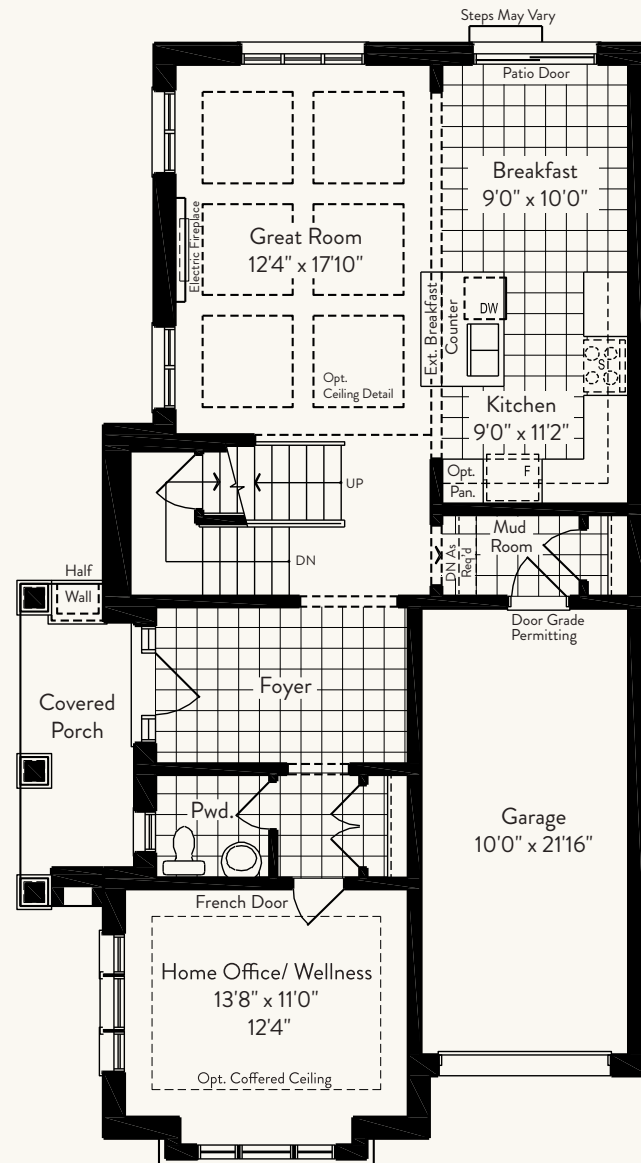 Steps May Vary
Patio Door
Breakfast
9'0" x 10'0"
Electric Fireplace
Great Room
12'4" x 17'10"
Ext. Breakfast
Counter
DW
S
Opt.
Ceiling Detail
Kitchen
9'0" x 11'2"
Opt.
Pan.
F
UP
DN
Mud
Room
DN As
Req'd
Half
Wall
Door Grade
Permitting
Covered
Porch
Foyer
Pwd.
Garage
10'0" x 21'16"
French Door
Home Office/ Wellness
13'8" x 11'0"
12'4"
Opt. Coffered Ceiling